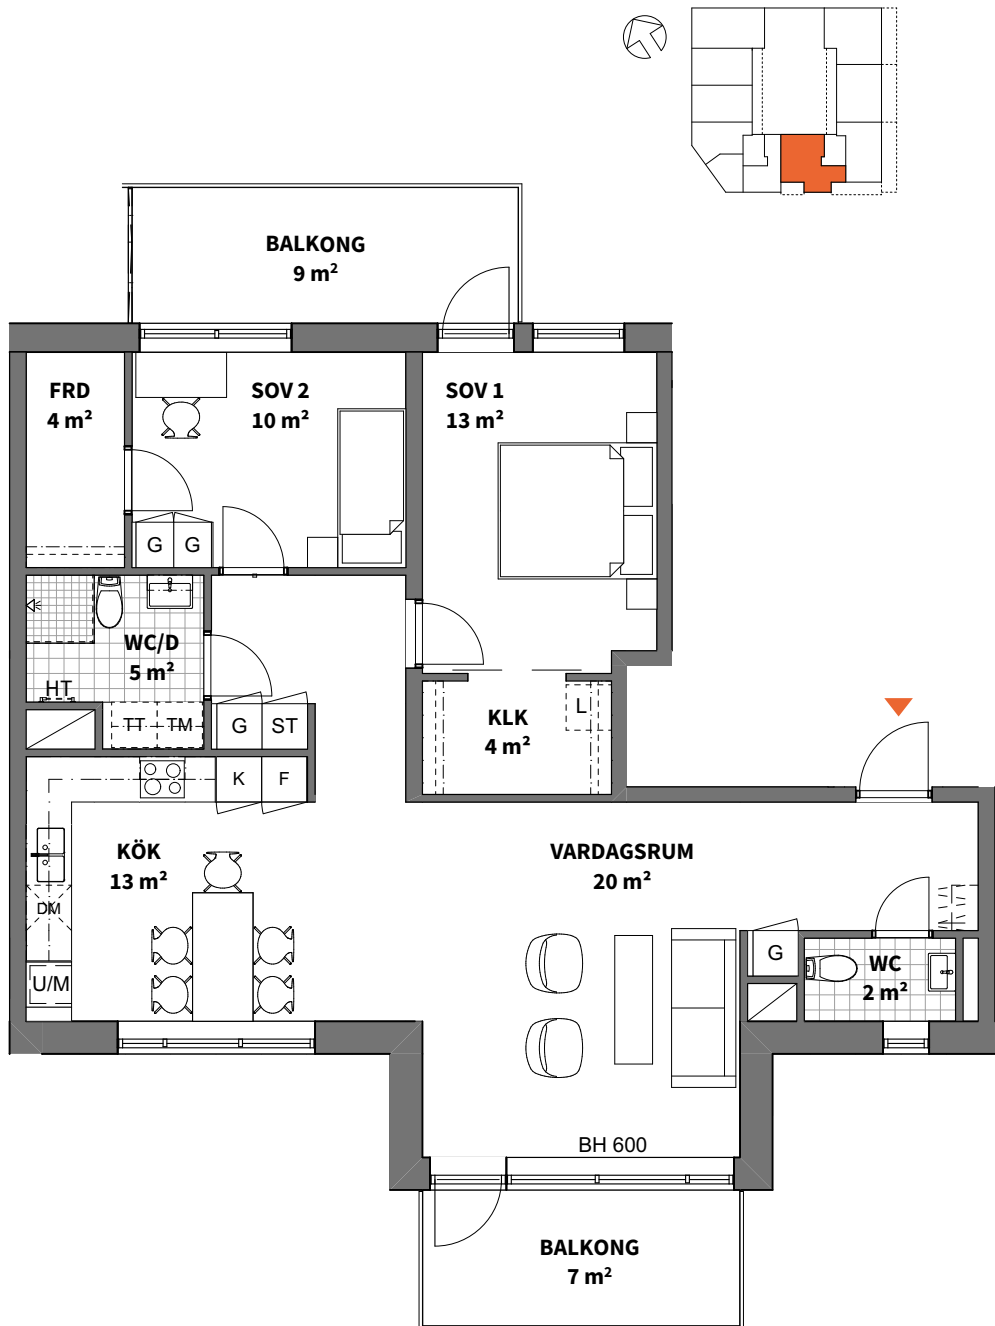 BALKONG
9 m²
FRD
4 m²
SOV 2
10 m²
SOV 1
13 m²
G G
WC/D
5 m²
HT
TT TM
G ST
KLK
4 m²
L
K F
KÖK
13 m²
VARDAGSRUM
20 m²
DM
U/M
G
WC
2 m²
BH 600
BALKONG
7 m²